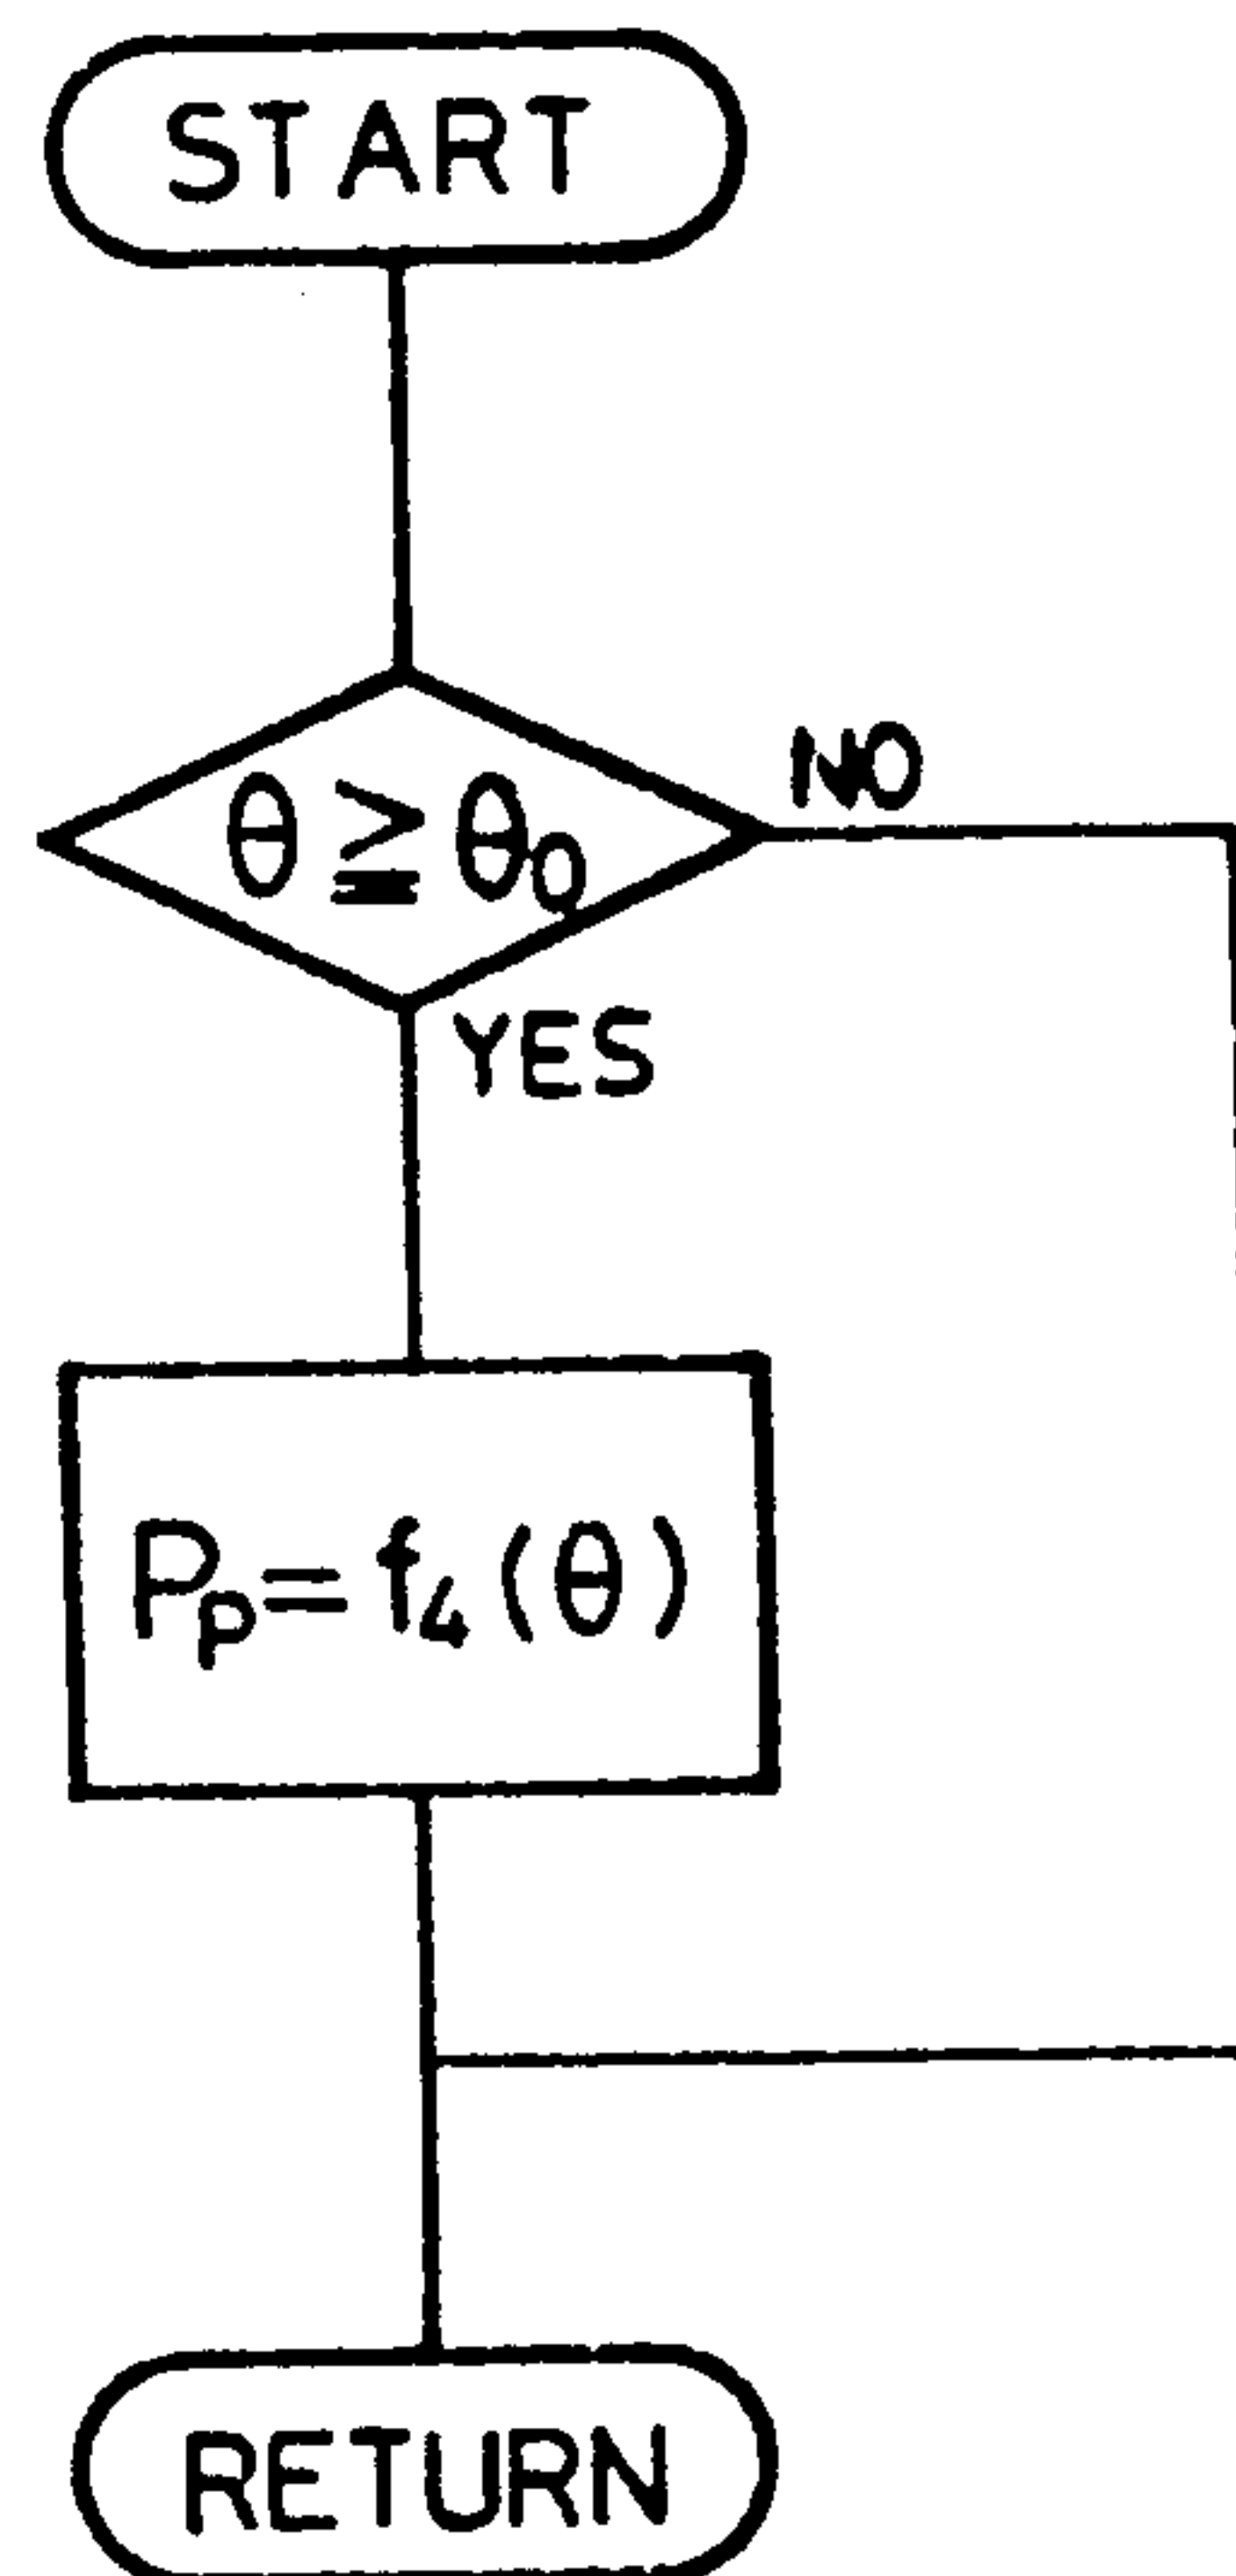 START
θ ≧ θ₀
NO
YES
Pₚ = f₄(θ)
RETURN